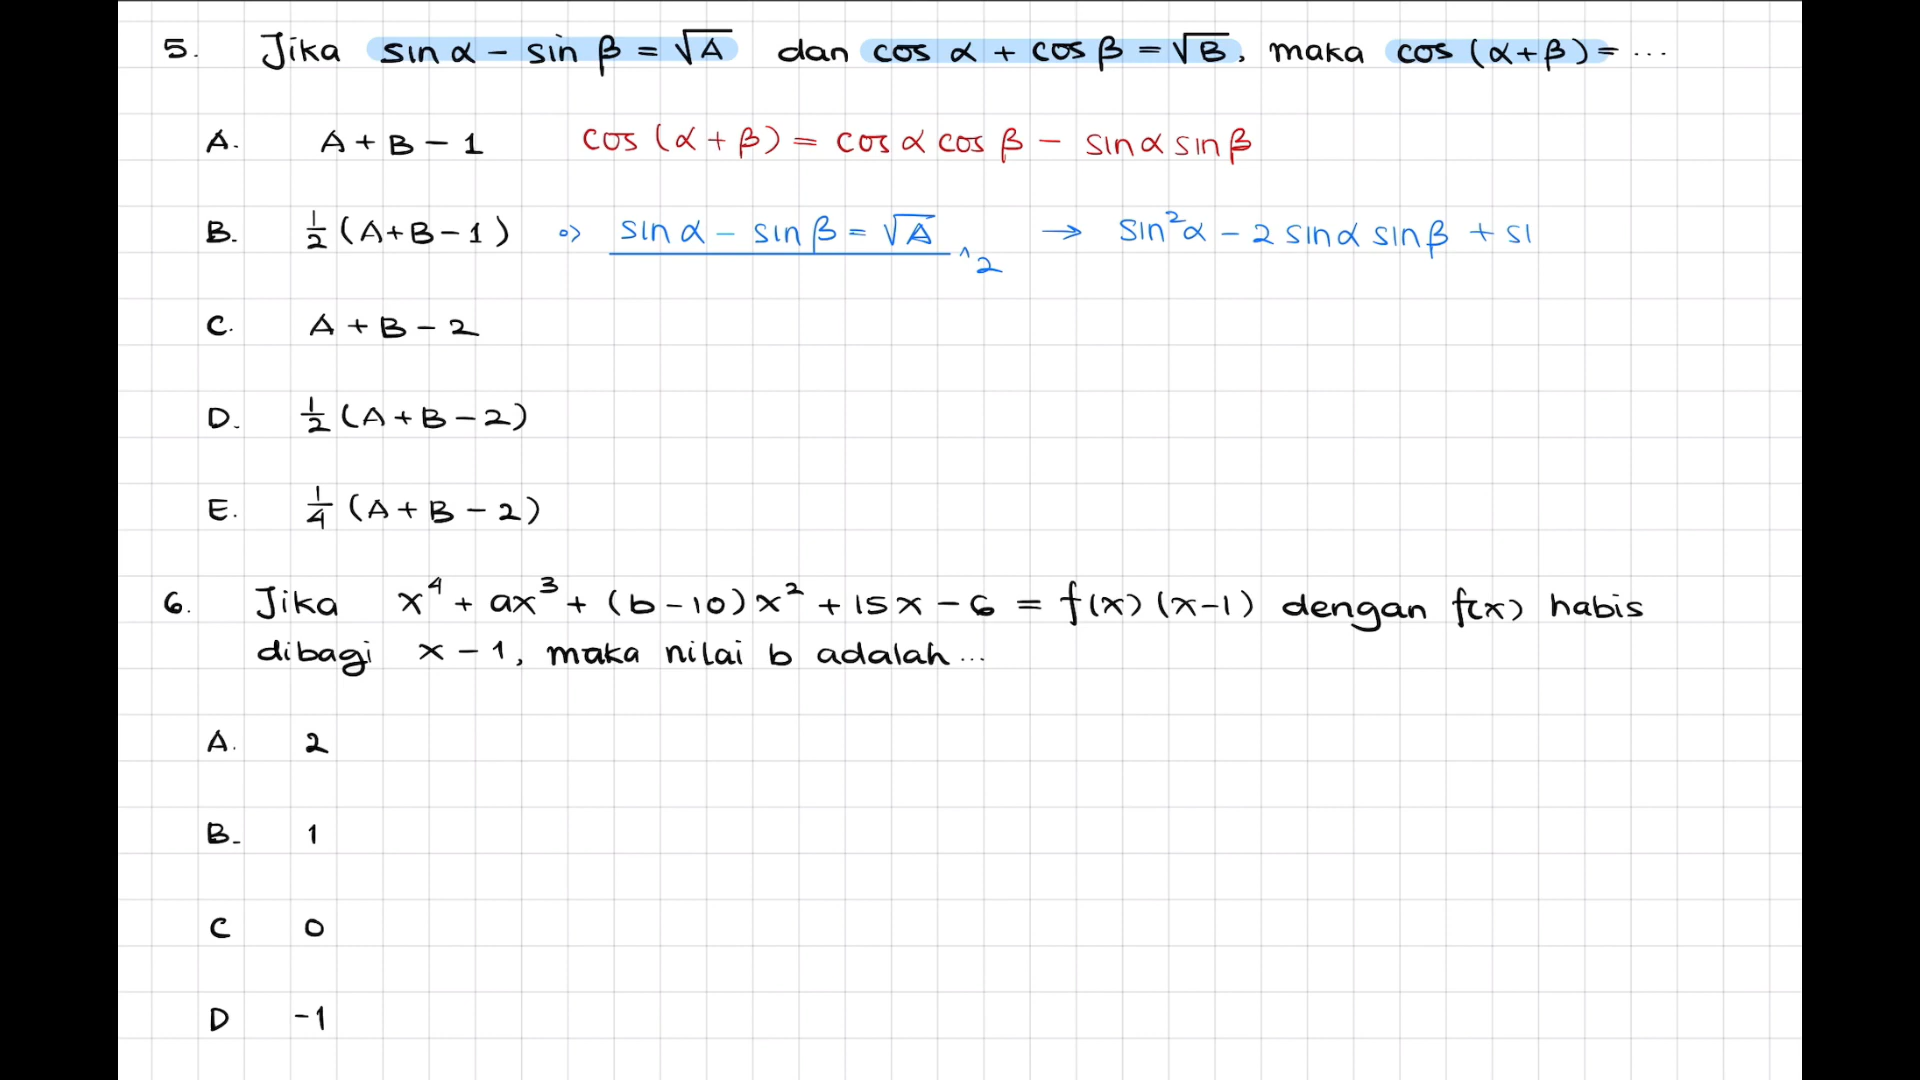 5. Jika sin α - sin β = √A dan cos α + cos β = √B, maka cos (α+β) = ...
A. A + B - 1 cos (α + β) = cos α cos β - sin α sin β
B. 1/2 (A+B-1) => sin α - sin β = √A ^2 → sin²α - 2 sin α sin β + si
C. A + B - 2
D. 1/2 (A+B-2)
E. 1/4 (A+B-2)
6. Jika x⁴ + ax³ + (b-10)x² + 15x - 6 = f(x) (x-1) dengan f(x) habis
dibagi x - 1, maka nilai b adalah ...
A. 2
B. 1
C 0
D -1